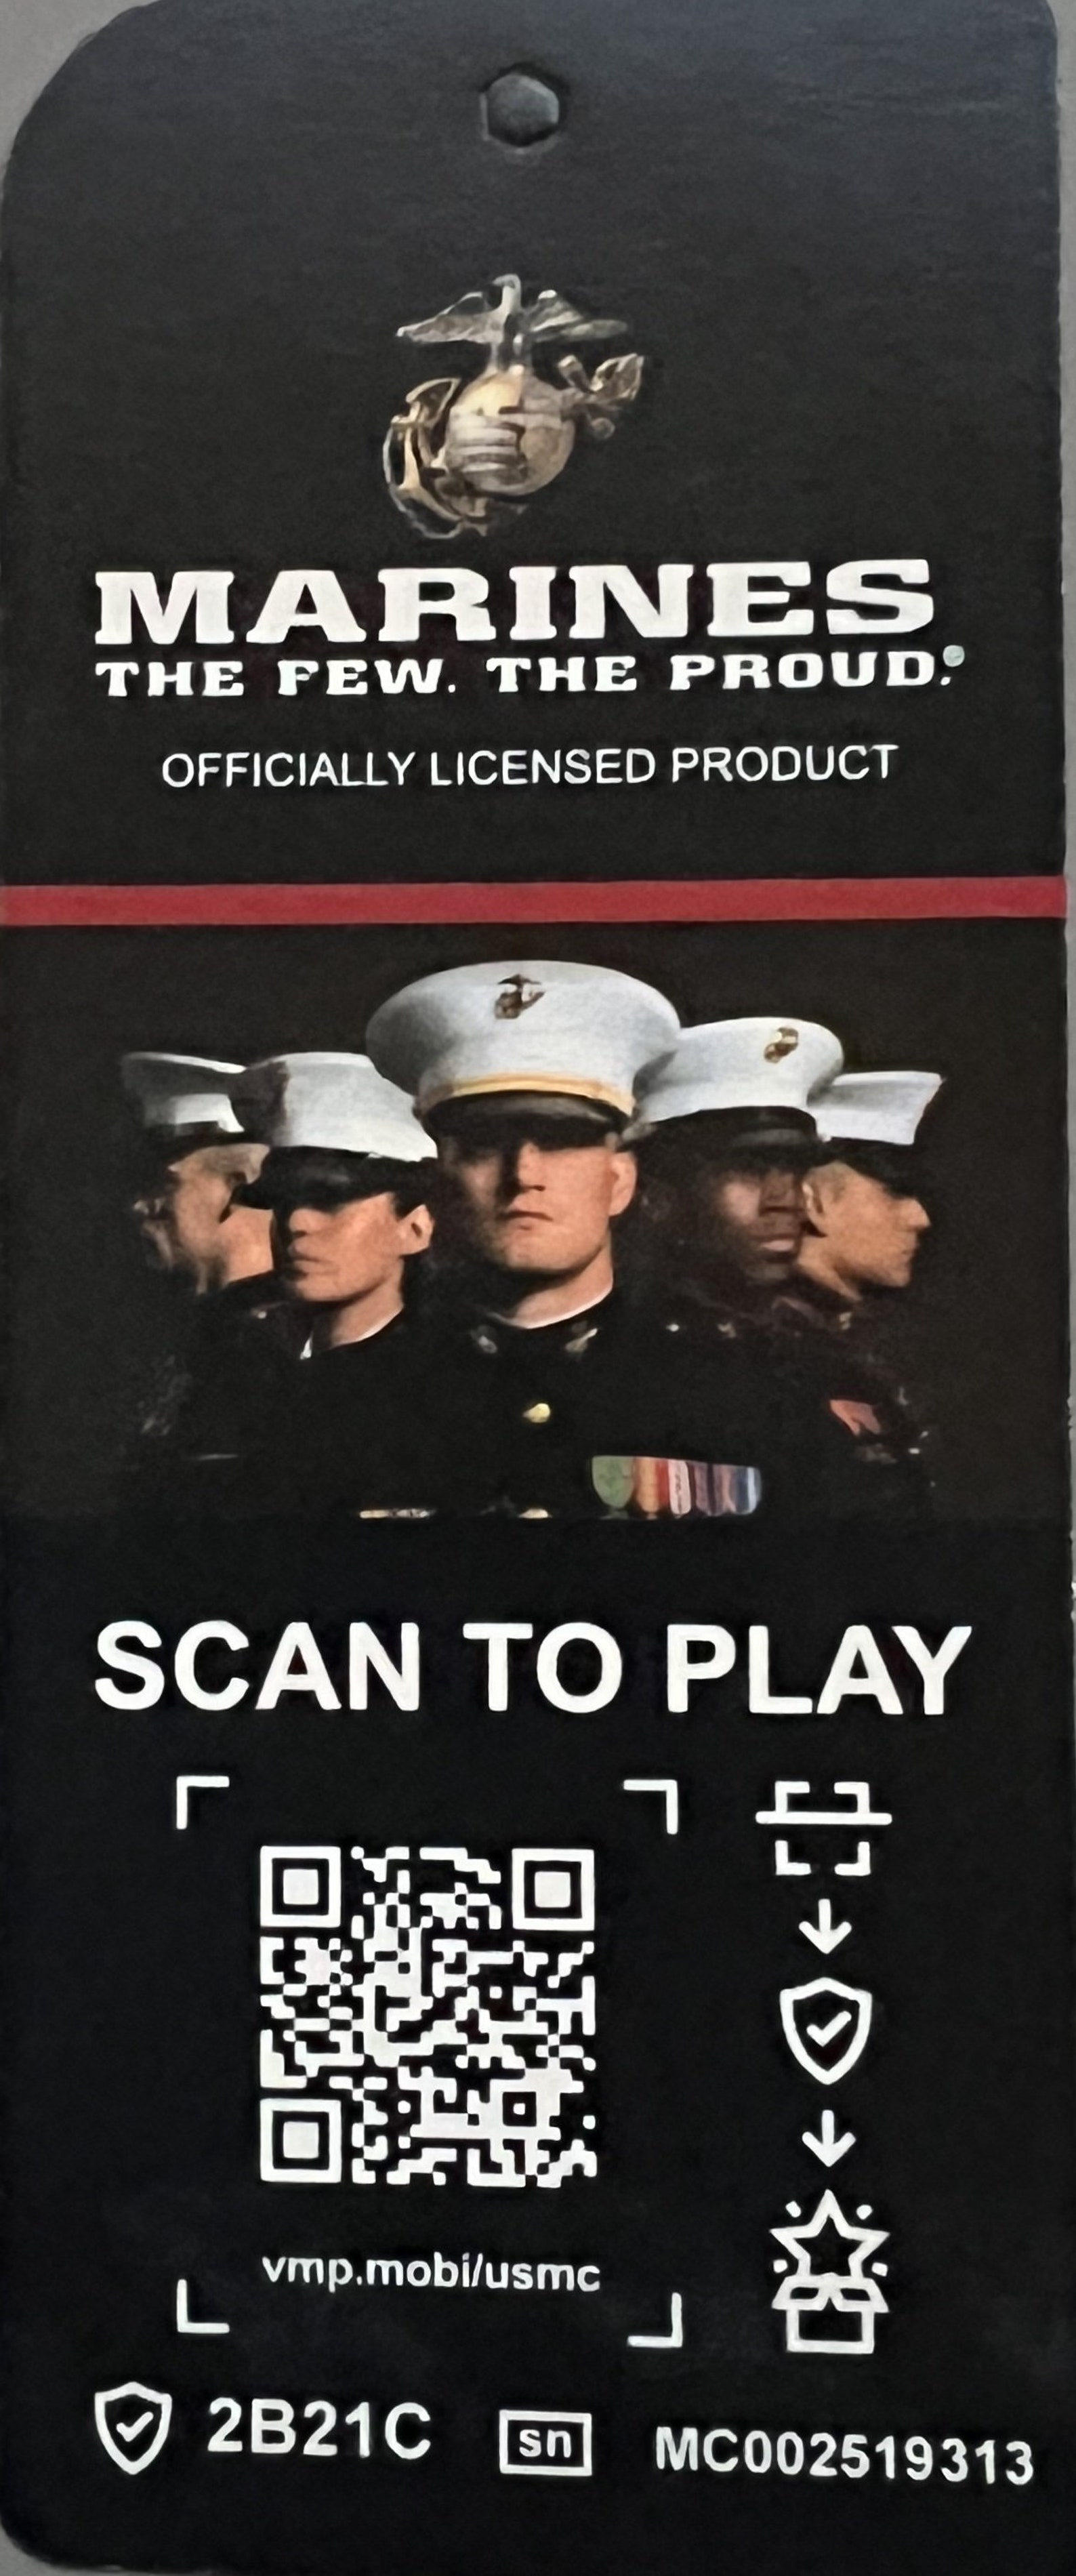 MARINES
THE FEW. THE PROUD.®
OFFICIALLY LICENSED PRODUCT
SCAN TO PLAY
vmp.mobi/usmc
2B21C sn MC002519313